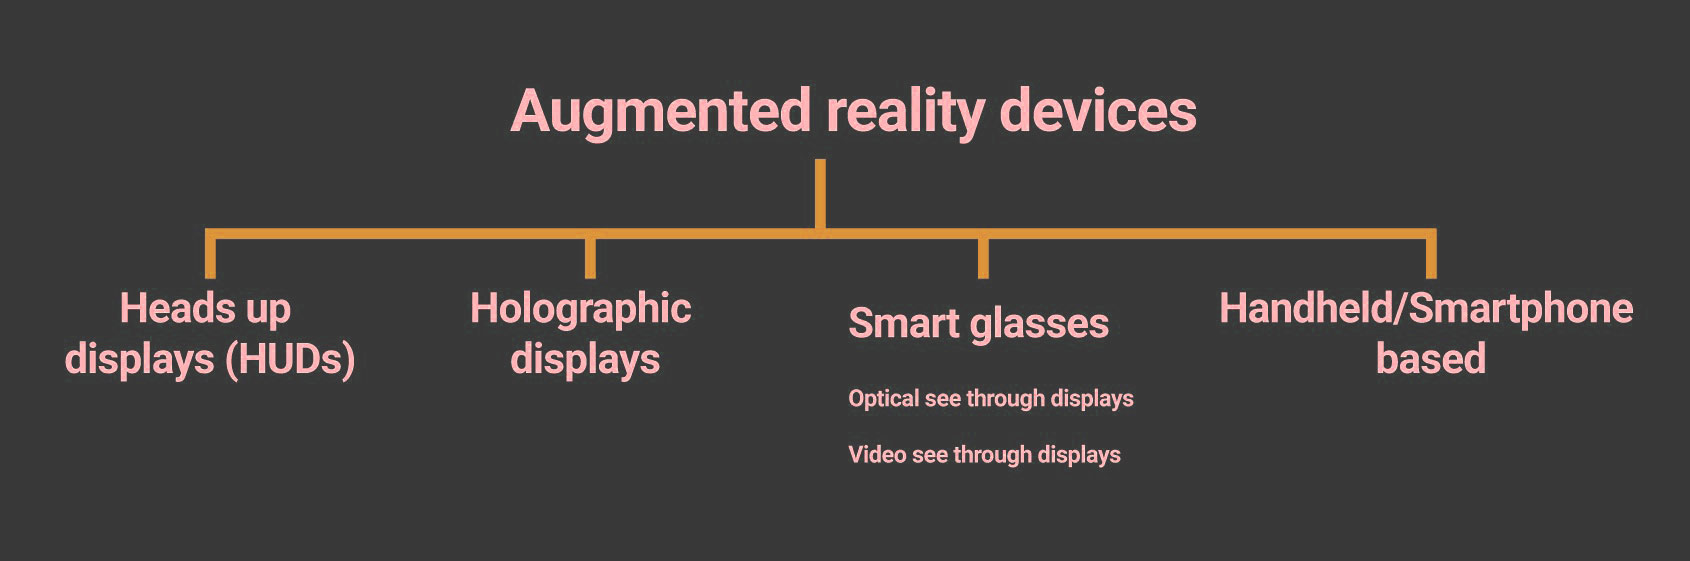 Augmented reality devices
Heads up
displays (HUDs)
Holographic
displays
Smart glasses
Optical see through displays
Video see through displays
Handheld/Smartphone
based